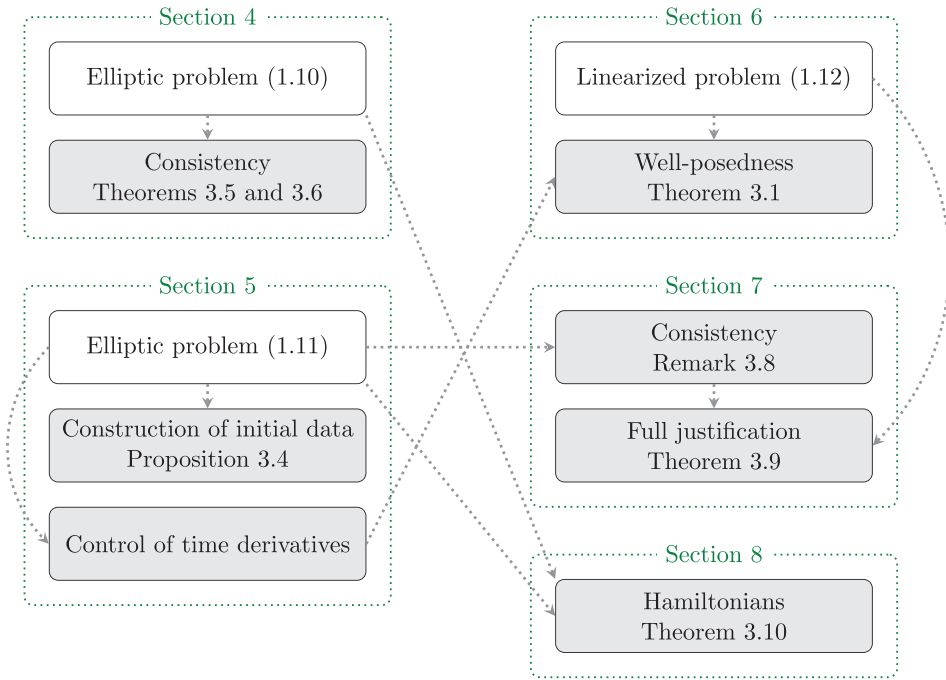 Section 4
Elliptic problem (1.10)
Consistency
Theorems 3.5 and 3.6
Section 5
Elliptic problem (1.11)
Construction of initial data
Proposition 3.4
Control of time derivatives
Section 6
Linearized problem (1.12)
Well-posedness
Theorem 3.1
Section 7
Consistency
Remark 3.8
Full justification
Theorem 3.9
Section 8
Hamiltonians
Theorem 3.10